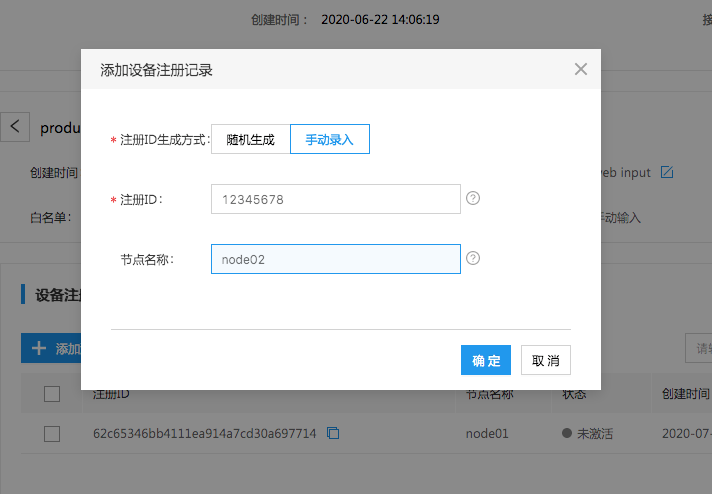 创建时间： 2020-06-22 14:06:19
接
添加设备注册记录
produ
* 注册ID生成方式: 随机生成 手动录入
创建时间
web input
* 注册ID： 12345678
白名单：
手动输入
节点名称： node02
设备注册
确 定 取 消
添加
请输
注册ID 节点名称 状态 创建时间
62c65346bb4111ea914a7cd30a697714 node01 未激活 2020-07-